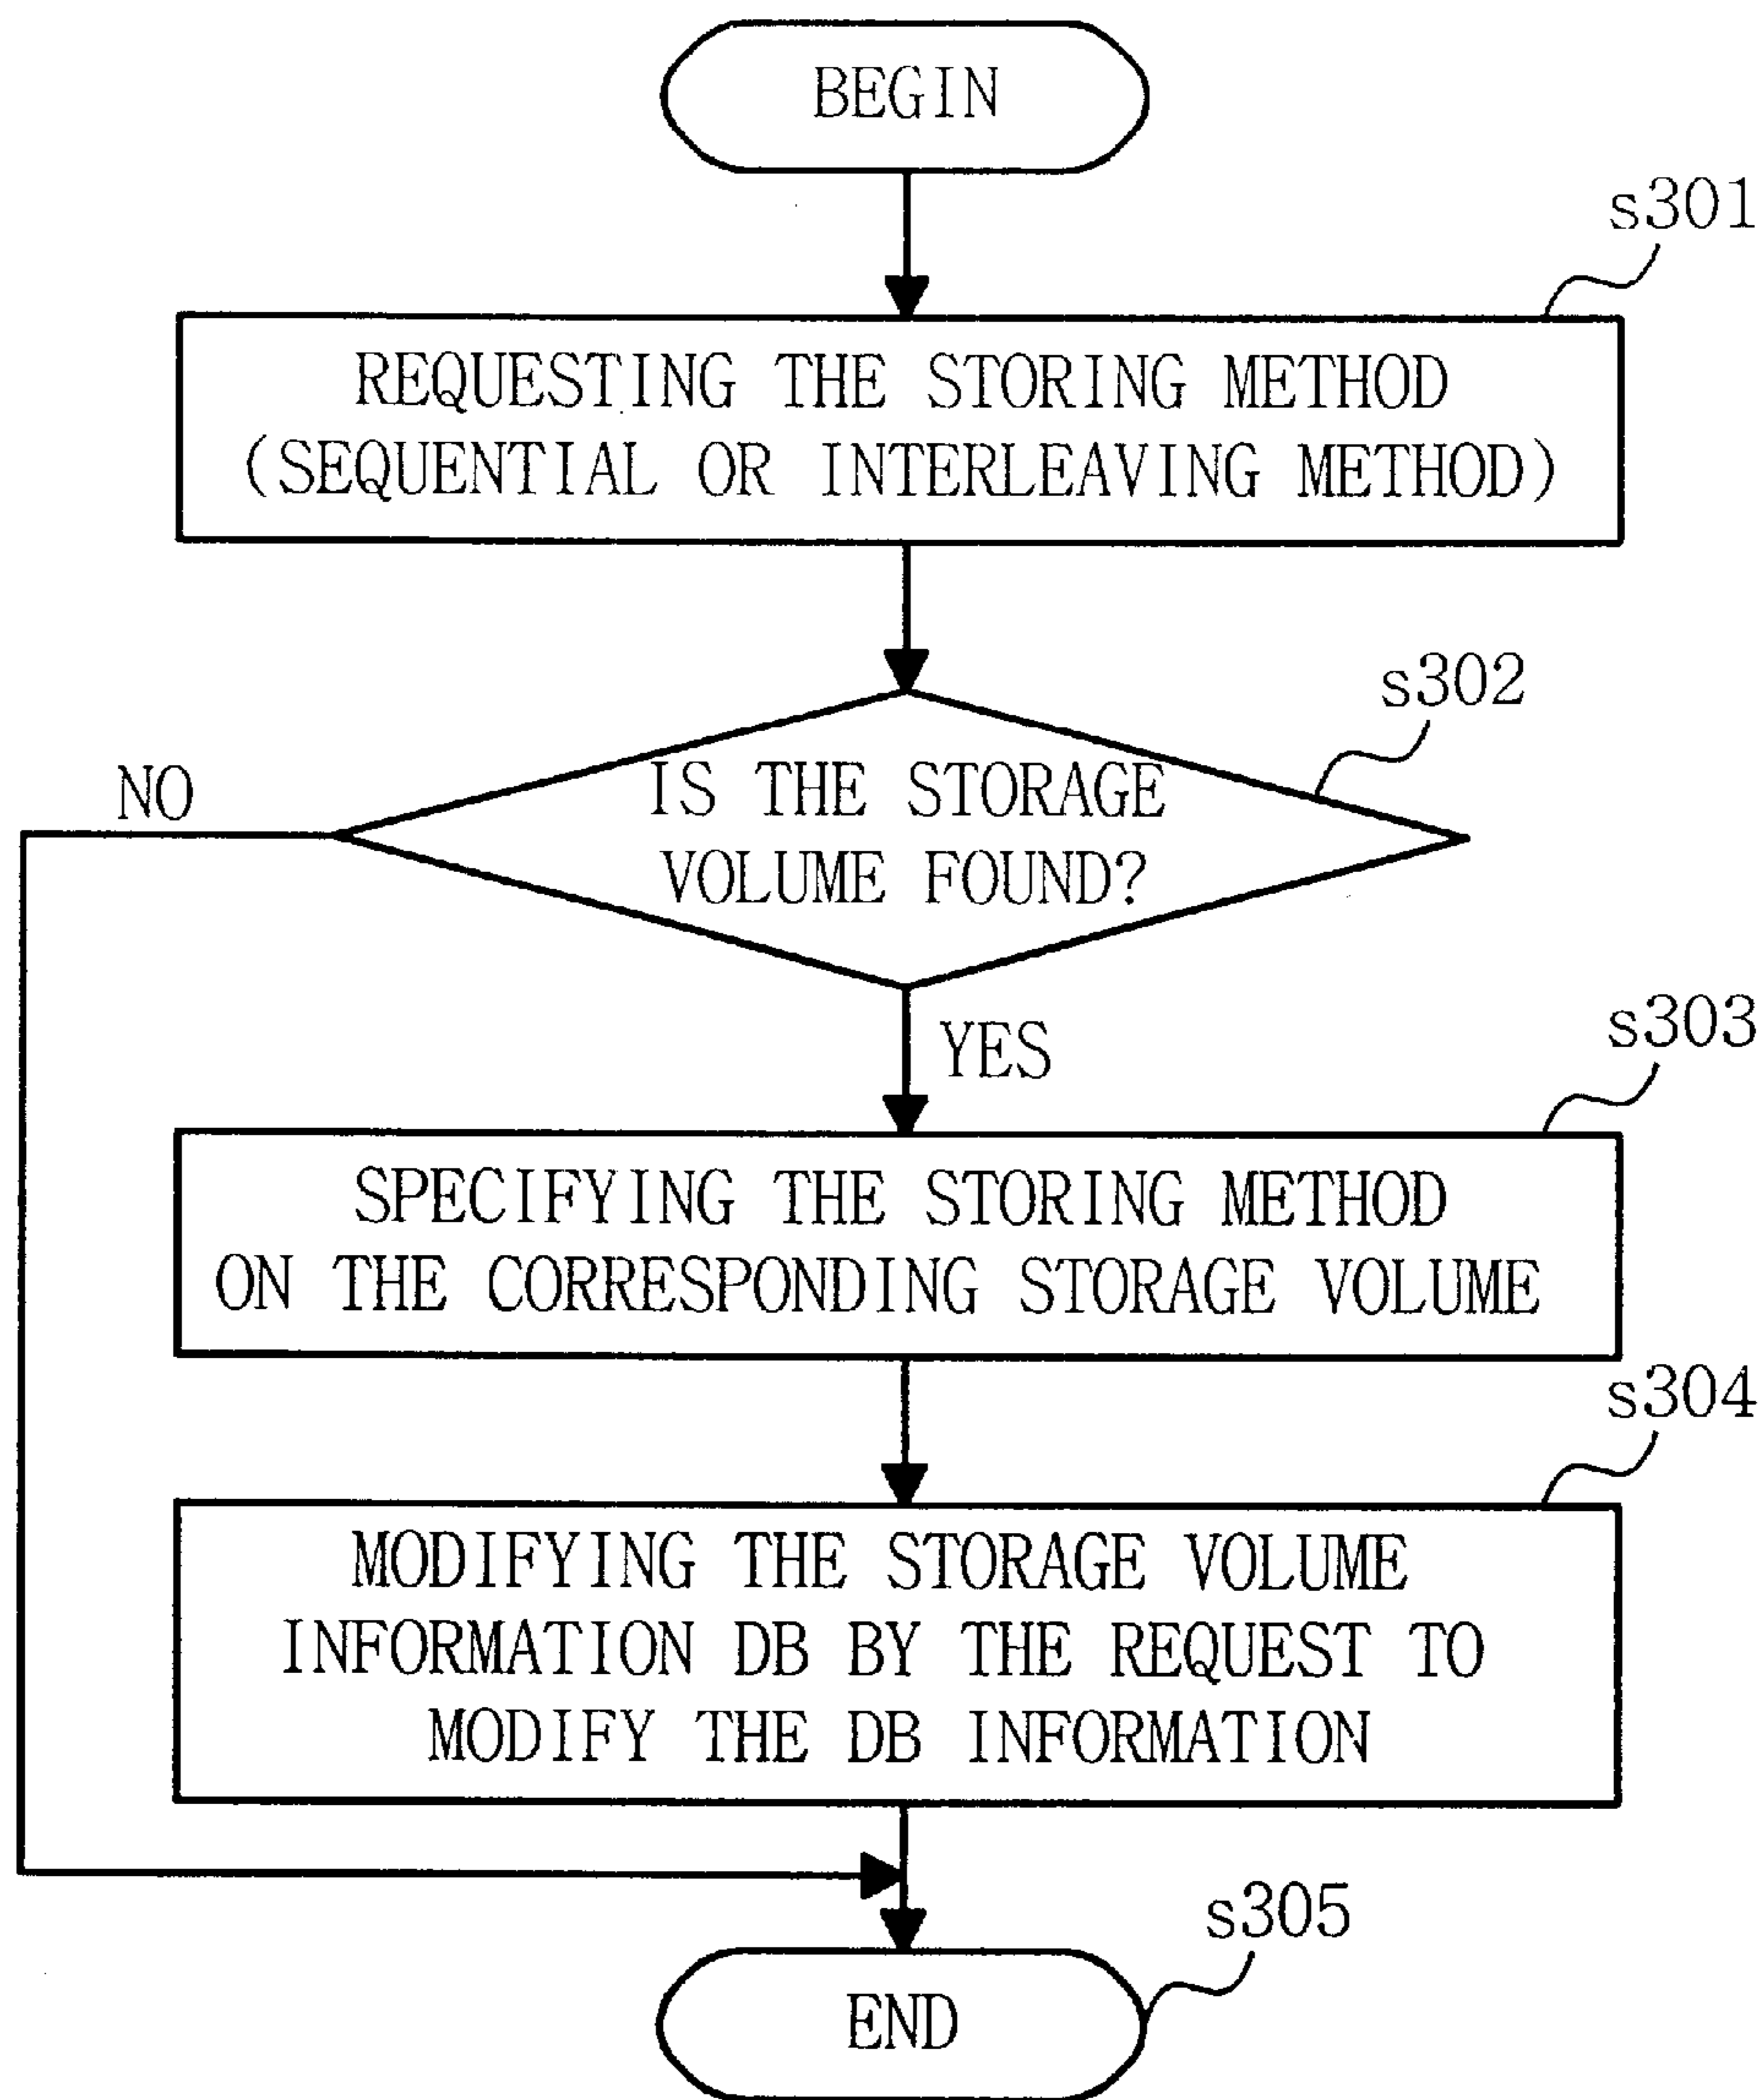 BEGIN
s301
REQUESTING THE STORING METHOD
(SEQUENTIAL OR INTERLEAVING METHOD)
s302
NO
IS THE STORAGE
VOLUME FOUND?
YES
s303
SPECIFYING THE STORING METHOD
ON THE CORRESPONDING STORAGE VOLUME
s304
MODIFYING THE STORAGE VOLUME
INFORMATION DB BY THE REQUEST TO
MODIFY THE DB INFORMATION
s305
END